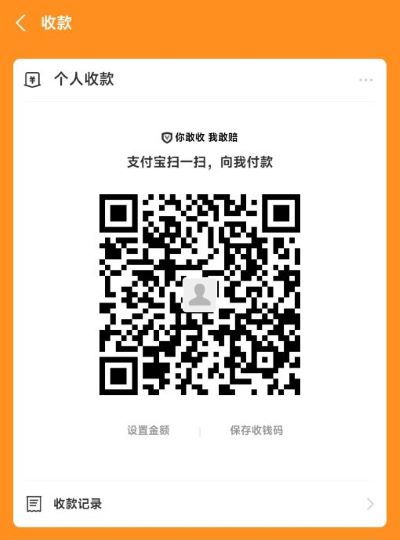 收款
个人收款
你敢收 我敢赔
支付宝扫一扫，向我付款
设置金额
保存收钱码
收款记录